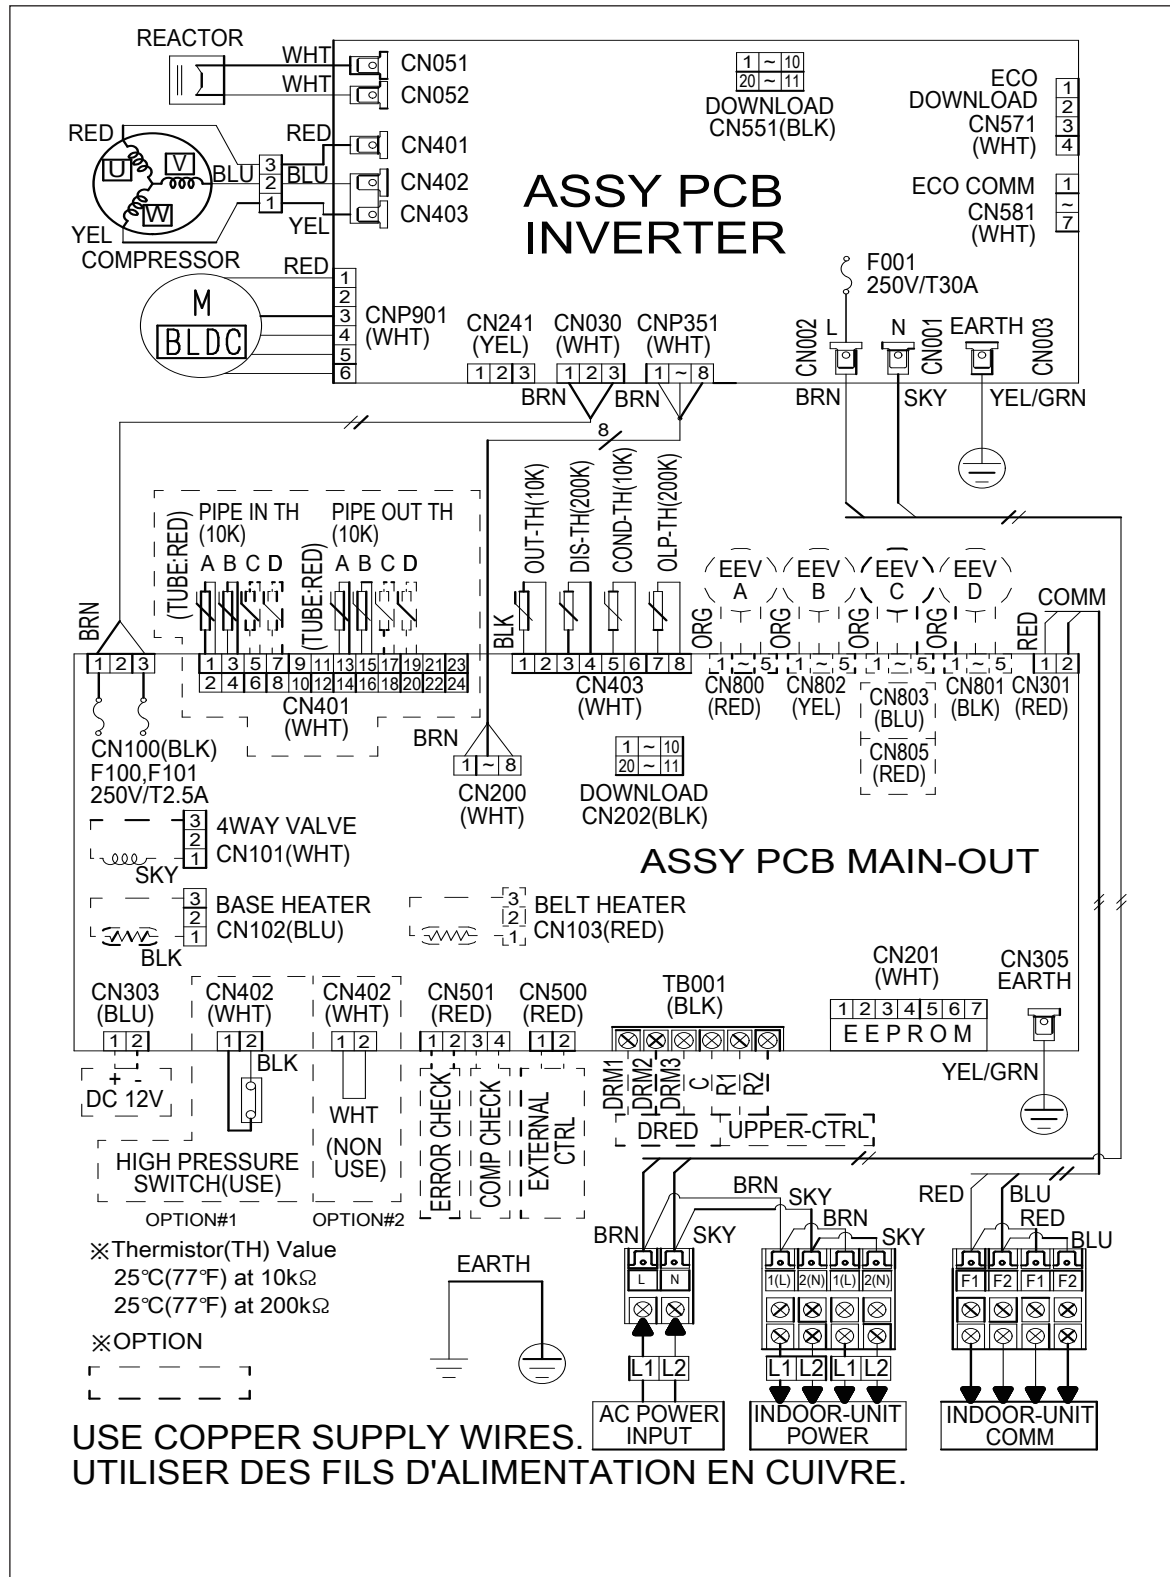 REACTOR
WHT
WHT
CN051
CN052
1 ~ 10
20 ~ 11
DOWNLOAD
CN551(BLK)
ECO
DOWNLOAD
CN571
(WHT)
1
2
3
4
RED
RED
U
V
W
BLU
BLU
3
2
1
YEL
YEL
CN401
CN402
CN403
ASSY PCB
INVERTER
ECO COMM
CN581
(WHT)
1
~
7
COMPRESSOR
RED
M
BLDC
1
2
3
4
5
6
CNP901
(WHT)
CN241
(YEL)
1 2 3
CN030
(WHT)
1 2 3
CNP351
(WHT)
1 ~ 8
F001
250V/T30A
CN002
L
N
CN001
EARTH
CN003
BRN
BRN
BRN
SKY
YEL/GRN
8
PIPE IN TH
(10K)
PIPE OUT TH
(10K)
(TUBE:RED)
A B C D
(TUBE:RED)
A B C D
OUT-TH(10K)
DIS-TH(200K)
COND-TH(10K)
OLP-TH(200K)
EEV
A
EEV
B
EEV
C
EEV
D
COMM
BRN
BLK
ORG
ORG
ORG
ORG
RED
1 2 3
1 3 5 7 9 11 13 15 17 19 21 23
2 4 6 8 10 12 14 16 18 20 22 24
CN401
(WHT)
1 2 3 4 5 6 7 8
CN403
(WHT)
1 ~ 5
CN800
(RED)
1 ~ 5
CN802
(YEL)
1 ~ 5
CN803
(BLU)
CN805
(RED)
1 ~ 5
CN801
(BLK)
1 2
CN301
(RED)
CN100(BLK)
F100,F101
250V/T2.5A
BRN
1 ~ 8
CN200
(WHT)
1 ~ 10
20 ~ 11
DOWNLOAD
CN202(BLK)
3
2
1
4WAY VALVE
CN101(WHT)
SKY
ASSY PCB MAIN-OUT
3
2
1
BASE HEATER
CN102(BLU)
BLK
3
2
1
BELT HEATER
CN103(RED)
CN303
(BLU)
1 2
+ -
DC 12V
CN402
(WHT)
1 2
BLK
HIGH PRESSURE
SWITCH(USE)
OPTION#1
CN402
(WHT)
1 2
WHT
(NON
USE)
OPTION#2
CN501
(RED)
1 2 3 4
ERROR CHECK
COMP CHECK
CN500
(RED)
1 2
EXTERNAL
CTRL
TB001
(BLK)
DRM1
DRM2
DRM3
C
R1
R2
DRED
UPPER-CTRL
CN201
(WHT)
1 2 3 4 5 6 7
EEPROM
CN305
EARTH
YEL/GRN
※Thermistor(TH) Value
25℃(77℉) at 10kΩ
25℃(77℉) at 200kΩ
※OPTION
EARTH
BRN
SKY
BRN
SKY
BRN
SKY
L N
1(L) 2(N) 1(L) 2(N)
RED
BLU
RED
BLU
F1 F2 F1 F2
L1 L2
L1 L2 L1 L2
AC POWER
INPUT
INDOOR-UNIT
POWER
INDOOR-UNIT
COMM
USE COPPER SUPPLY WIRES.
UTILISER DES FILS D'ALIMENTATION EN CUIVRE.